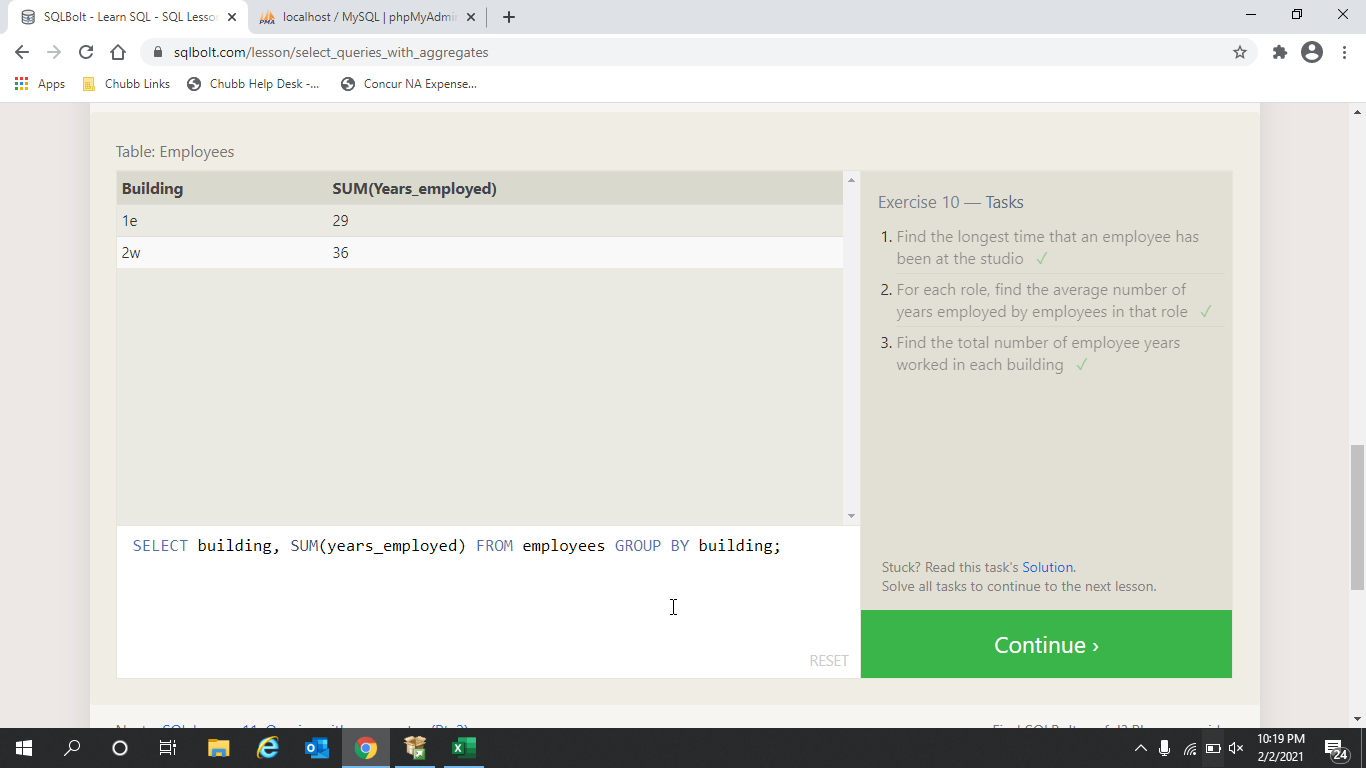 SQLBolt - Learn SQL - SQL Lesson
localhost / MySQL | phpMyAdmin
sqlbolt.com/lesson/select_queries_with_aggregates
Apps
Chubb Links
Chubb Help Desk -...
Concur NA Expense...
Table: Employees
Building SUM(Years_employed)
1e 29
2w 36
SELECT building, SUM(years_employed) FROM employees GROUP BY building;
RESET
Exercise 10 — Tasks
1. Find the longest time that an employee has
been at the studio ✓
2. For each role, find the average number of
years employed by employees in that role ✓
3. Find the total number of employee years
worked in each building ✓
Stuck? Read this task's Solution.
Solve all tasks to continue to the next lesson.
Continue ›
10:19 PM
2/2/2021
24